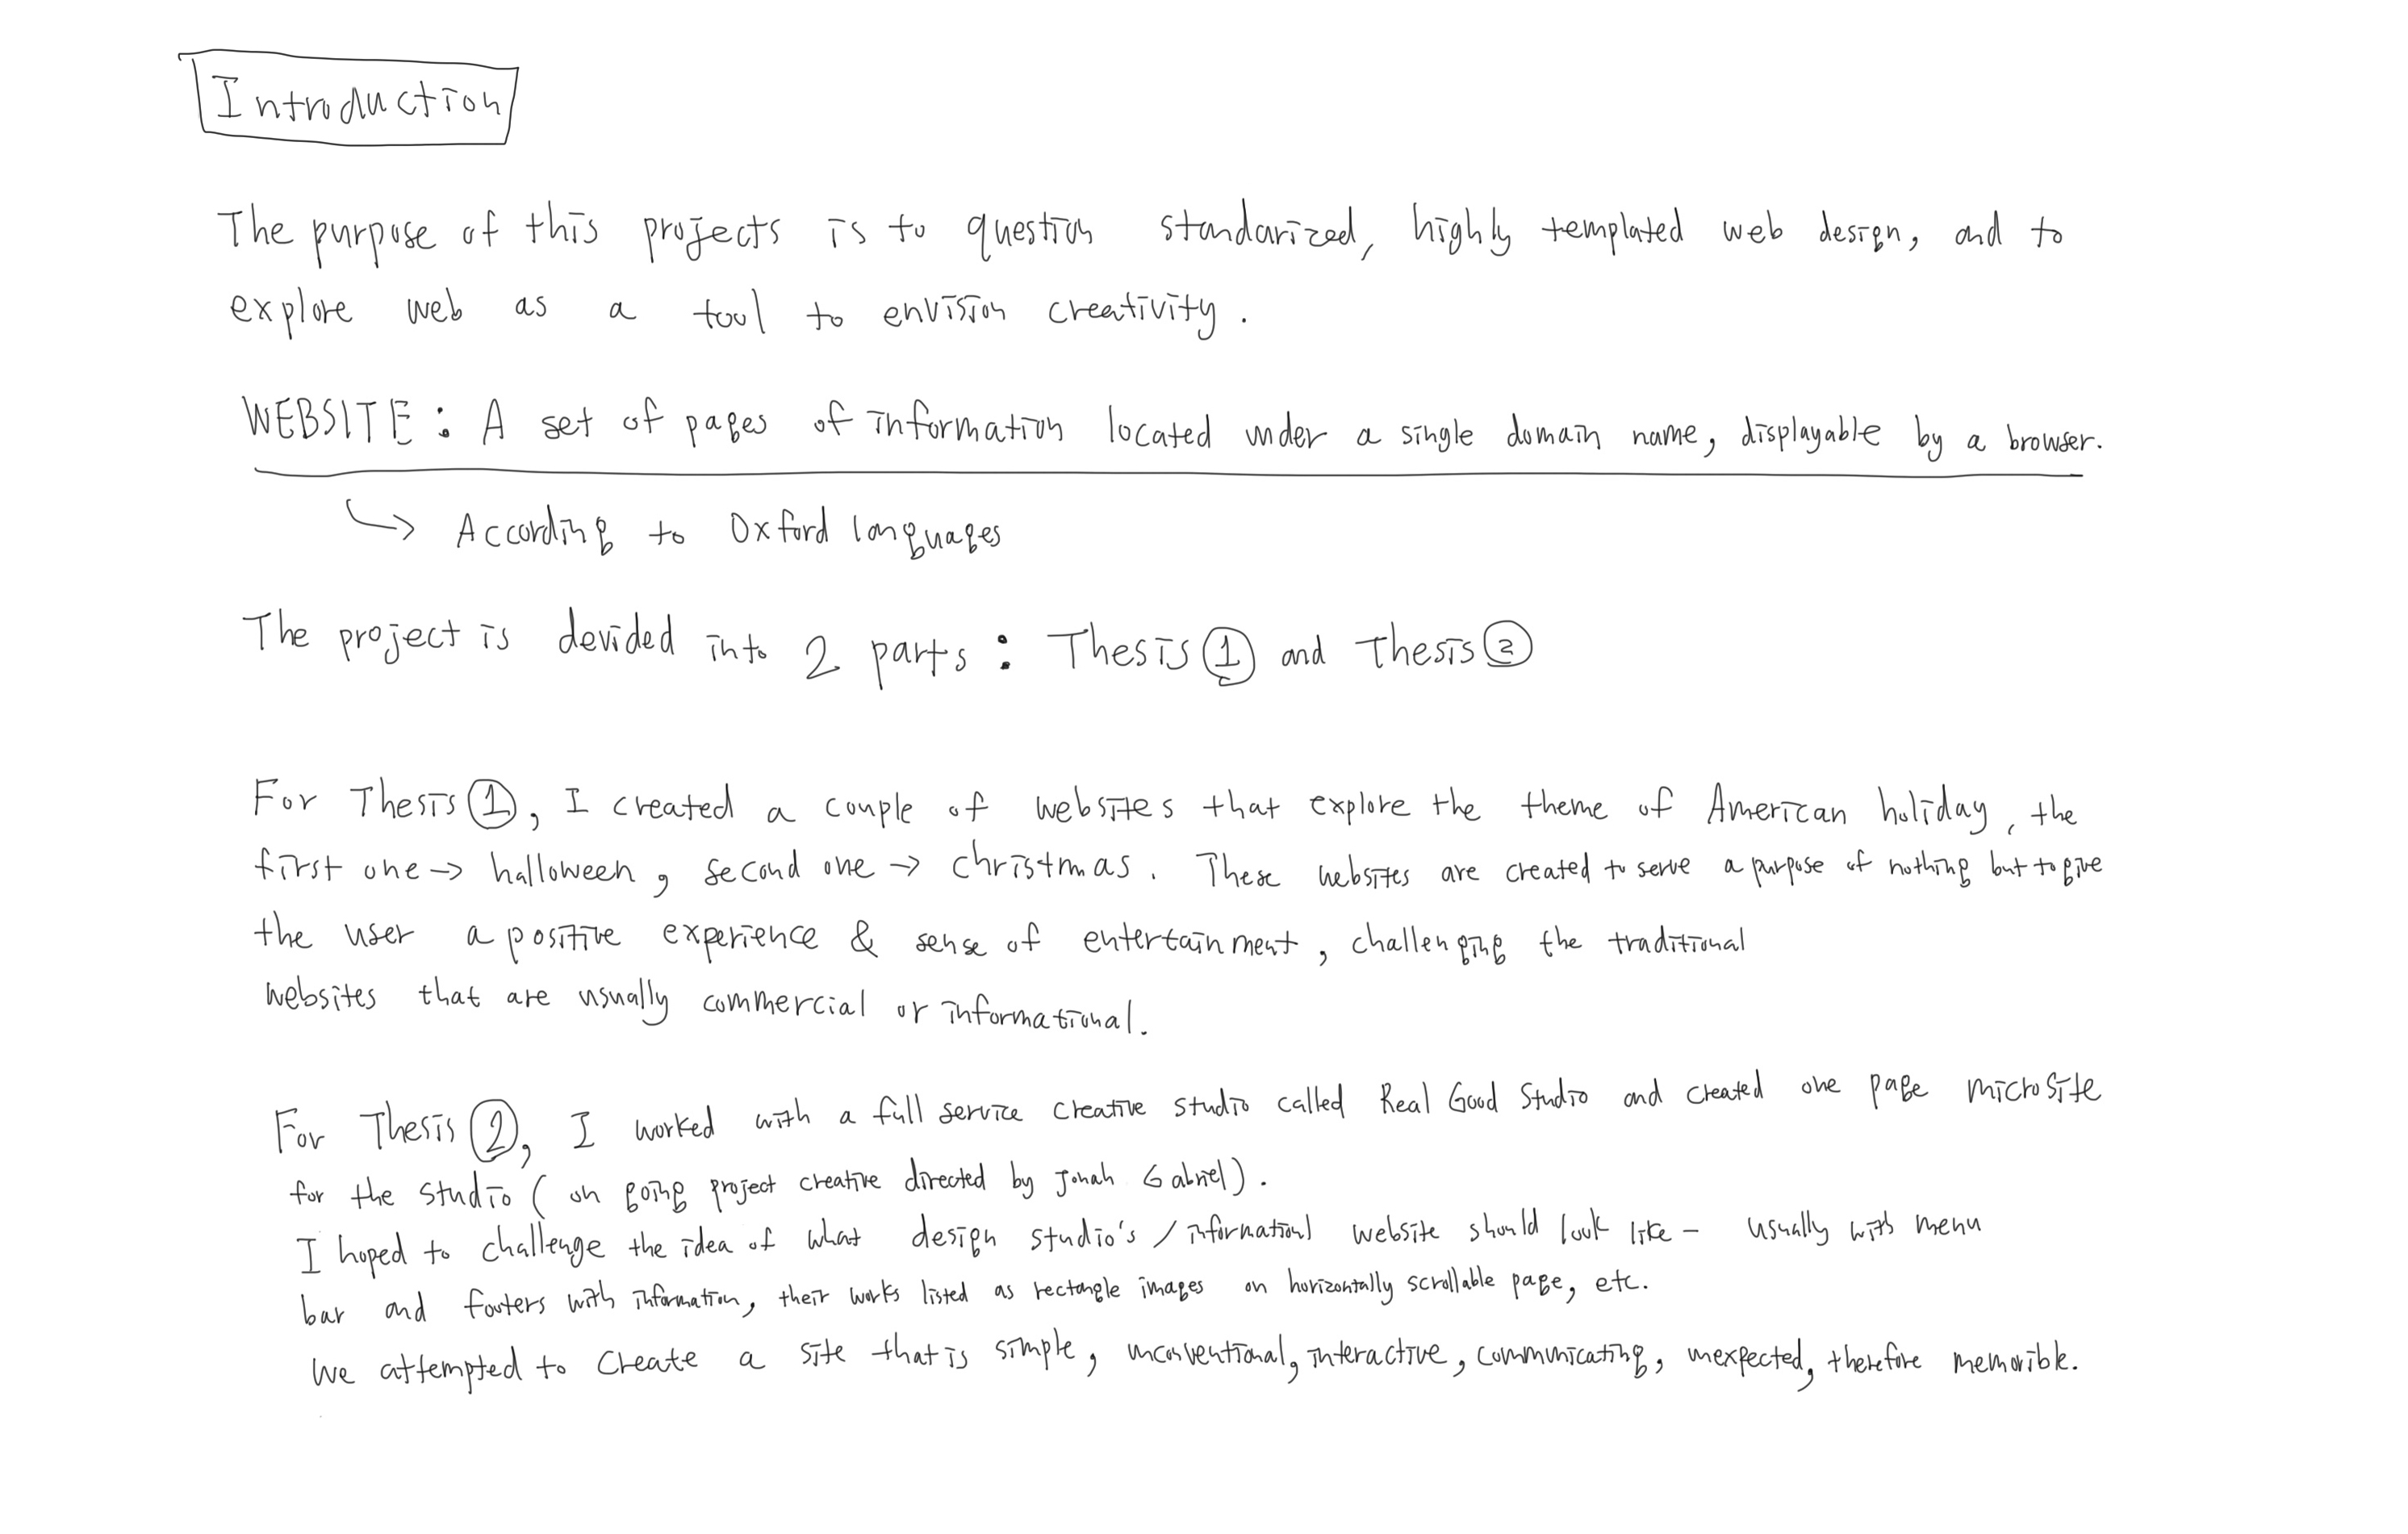 Introduction
The purpose of this projects is to question standarized, highly templated web design, and to
explore web as a tool to envision creativity.
WEBSITE: A set of pages of information located under a single domain name, displayable by a browser.
↳ According to Oxford languages
The project is devided into 2 parts: Thesis ① and Thesis ②
For Thesis ①, I created a couple of websites that explore the theme of American holiday, the
first one → halloween, second one → christmas. These websites are created to serve a purpose of nothing but to give
the user a positive experience & sense of entertainment, challenging the traditional
websites that are usually commercial or informational.
For Thesis ②, I worked with a full service creative studio called Real Good Studio and created one page microsite
for the studio (on going project creative directed by Jonah Gabriel).
I hoped to challenge the idea of what design studio's / information) website should look like – usually with menu
bar and footers with information, their works listed as rectangle images on horizontally scrollable page, etc.
We attempted to create a site that is simple, unconventional, interactive, communicating, unexpected, therefore memorible.